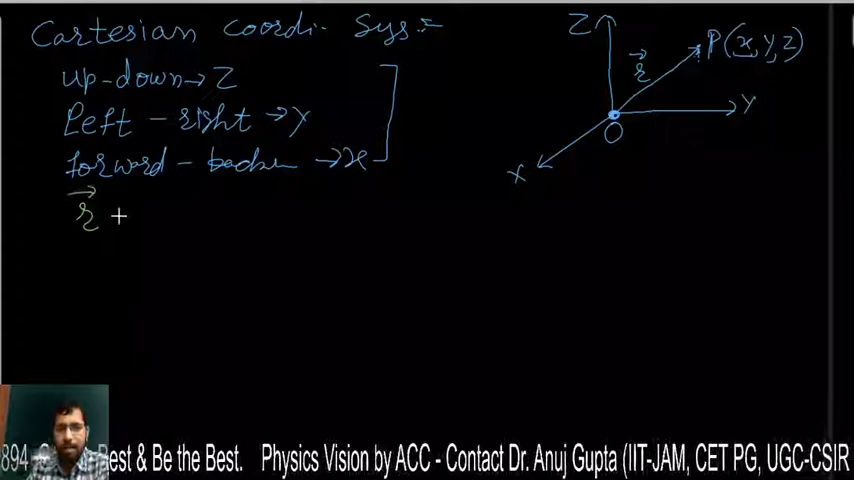 Cartesian coordi- Sys:=
up-down→Z
left - right →y
forward - →x
r
Z
r
P(x,y,z)
Y
O
X
894
Best & Be the Best. Physics Vision by ACC - Contact Dr. Anuj Gupta (IIT-JAM, CET PG, UGC-CSIR